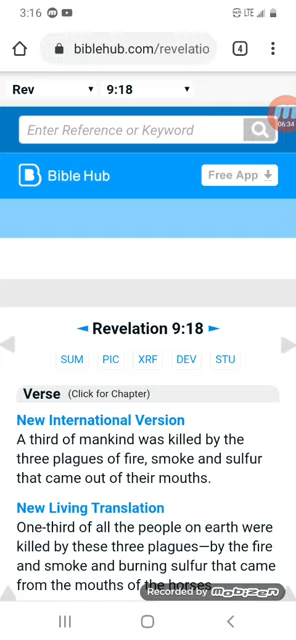 3:16
LTE
biblehub.com/revelatio
4
Rev
9:18
Enter Reference or Keyword
06:34
Bible Hub
Free App
Revelation 9:18
SUM PIC XRF DEV STU
Verse (Click for Chapter)
New International Version
A third of mankind was killed by the
three plagues of fire, smoke and sulfur
that came out of their mouths.
New Living Translation
One-third of all the people on earth were
killed by these three plagues—by the fire
and smoke and burning sulfur that came
from the mouths of the horses.
Recorded by mobizen